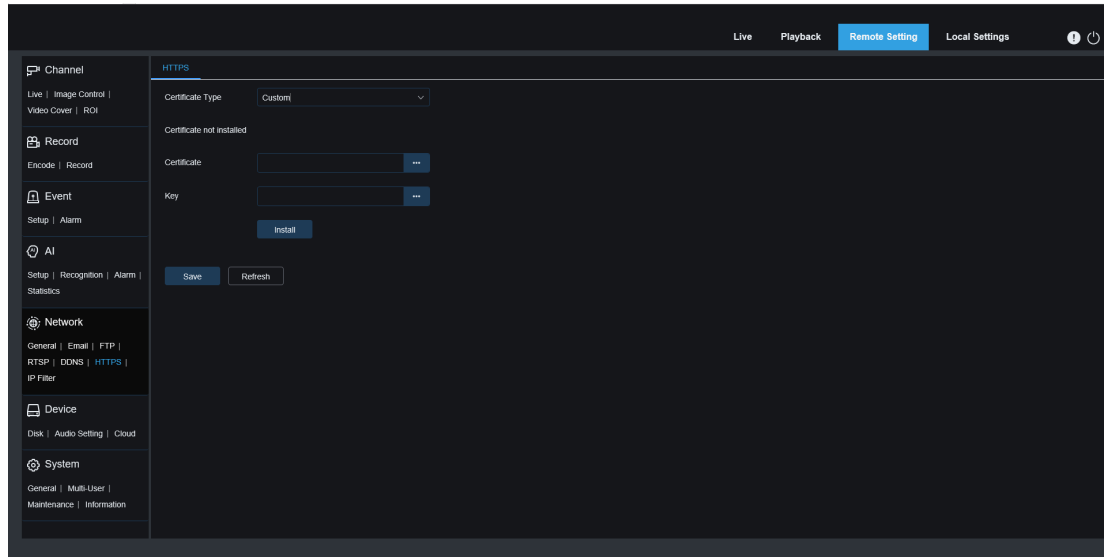 Live Playback Remote Setting Local Settings
Channel
Live | Image Control |
Video Cover | ROI
Record
Encode | Record
Event
Setup | Alarm
AI
Setup | Recognition | Alarm |
Statistics
Network
General | Email | FTP |
RTSP | DDNS | HTTPS |
IP Filter
Device
Disk | Audio Setting | Cloud
System
General | Multi-User |
Maintenance | Information
HTTPS
Certificate Type Custom
Certificate not installed
Certificate ...
Key ...
Install
Save Refresh